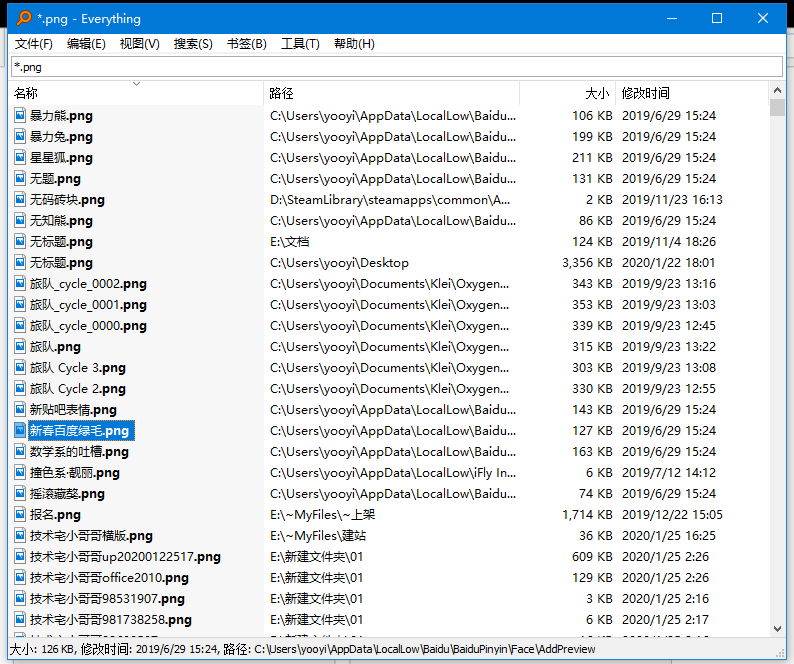 *.png - Everything
文件(F) 编辑(E) 视图(V) 搜索(S) 书签(B) 工具(T) 帮助(H)
*.png
名称 路径 大小 修改时间
暴力熊.png C:\Users\yooyi\AppData\LocalLow\Baidu... 106 KB 2019/6/29 15:24
暴力兔.png C:\Users\yooyi\AppData\LocalLow\Baidu... 199 KB 2019/6/29 15:24
星星狐.png C:\Users\yooyi\AppData\LocalLow\Baidu... 211 KB 2019/6/29 15:24
无题.png C:\Users\yooyi\AppData\LocalLow\Baidu... 131 KB 2019/6/29 15:24
无码砖块.png D:\SteamLibrary\steamapps\common\A... 2 KB 2019/11/23 16:13
无知熊.png C:\Users\yooyi\AppData\LocalLow\Baidu... 86 KB 2019/6/29 15:24
无标题.png E:\文档 124 KB 2019/11/4 18:26
无标题.png C:\Users\yooyi\Desktop 3,356 KB 2020/1/22 18:01
旅队_cycle_0002.png C:\Users\yooyi\Documents\Klei\Oxygen... 343 KB 2019/9/23 13:16
旅队_cycle_0001.png C:\Users\yooyi\Documents\Klei\Oxygen... 353 KB 2019/9/23 13:03
旅队_cycle_0000.png C:\Users\yooyi\Documents\Klei\Oxygen... 339 KB 2019/9/23 12:45
旅队.png C:\Users\yooyi\Documents\Klei\Oxygen... 315 KB 2019/9/23 13:22
旅队 Cycle 3.png C:\Users\yooyi\Documents\Klei\Oxygen... 303 KB 2019/9/23 13:08
旅队 Cycle 2.png C:\Users\yooyi\Documents\Klei\Oxygen... 330 KB 2019/9/23 12:55
新贴吧表情.png C:\Users\yooyi\AppData\LocalLow\Baidu... 143 KB 2019/6/29 15:24
新春百度绿毛.png C:\Users\yooyi\AppData\LocalLow\Baidu... 127 KB 2019/6/29 15:24
数学系的吐槽.png C:\Users\yooyi\AppData\LocalLow\Baidu... 163 KB 2019/6/29 15:24
撞色系·靓丽.png C:\Users\yooyi\AppData\LocalLow\iFly In... 6 KB 2019/7/12 14:12
摇滚藏獒.png C:\Users\yooyi\AppData\LocalLow\Baidu... 74 KB 2019/6/29 15:24
报名.png E:\~MyFiles\~上架 1,714 KB 2019/12/22 15:05
技术宅小哥哥横版.png E:\~MyFiles\建站 36 KB 2020/1/25 16:25
技术宅小哥哥up20200122517.png E:\新建文件夹\01 609 KB 2020/1/25 2:26
技术宅小哥哥office2010.png E:\新建文件夹\01 129 KB 2020/1/25 2:26
技术宅小哥哥98531907.png E:\新建文件夹\01 3 KB 2020/1/25 2:16
技术宅小哥哥981738258.png E:\新建文件夹\01 6 KB 2020/1/25 2:17
大小: 126 KB, 修改时间: 2019/6/29 15:24, 路径: C:\Users\yooyi\AppData\LocalLow\Baidu\BaiduPinyin\Face\AddPreview